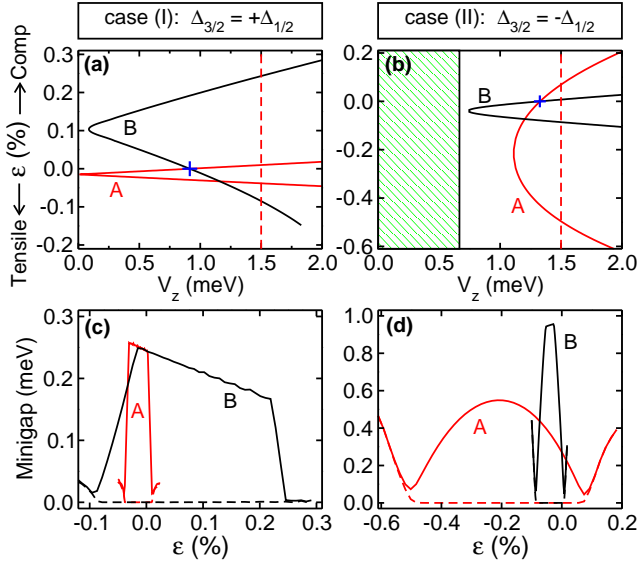 case (I): Δ3/2 = +Δ1/2
case (II): Δ3/2 = -Δ1/2
Tensile ← ε (%) → Comp
(a)
0.3
0.2
0.1
0.0
-0.1
-0.2
B
A
0.0 0.5 1.0 1.5 2.0
Vz (meV)
(b)
0.2
0.0
-0.2
-0.4
-0.6
B
A
0.0 0.5 1.0 1.5 2.0
Vz (meV)
Minigap (meV)
(c)
0.4
0.2
0.0
A
B
-0.1 0.0 0.1 0.2 0.3
ε (%)
(d)
1.0
0.8
0.6
0.4
0.2
0.0
A
B
-0.6 -0.4 -0.2 0.0 0.2
ε (%)